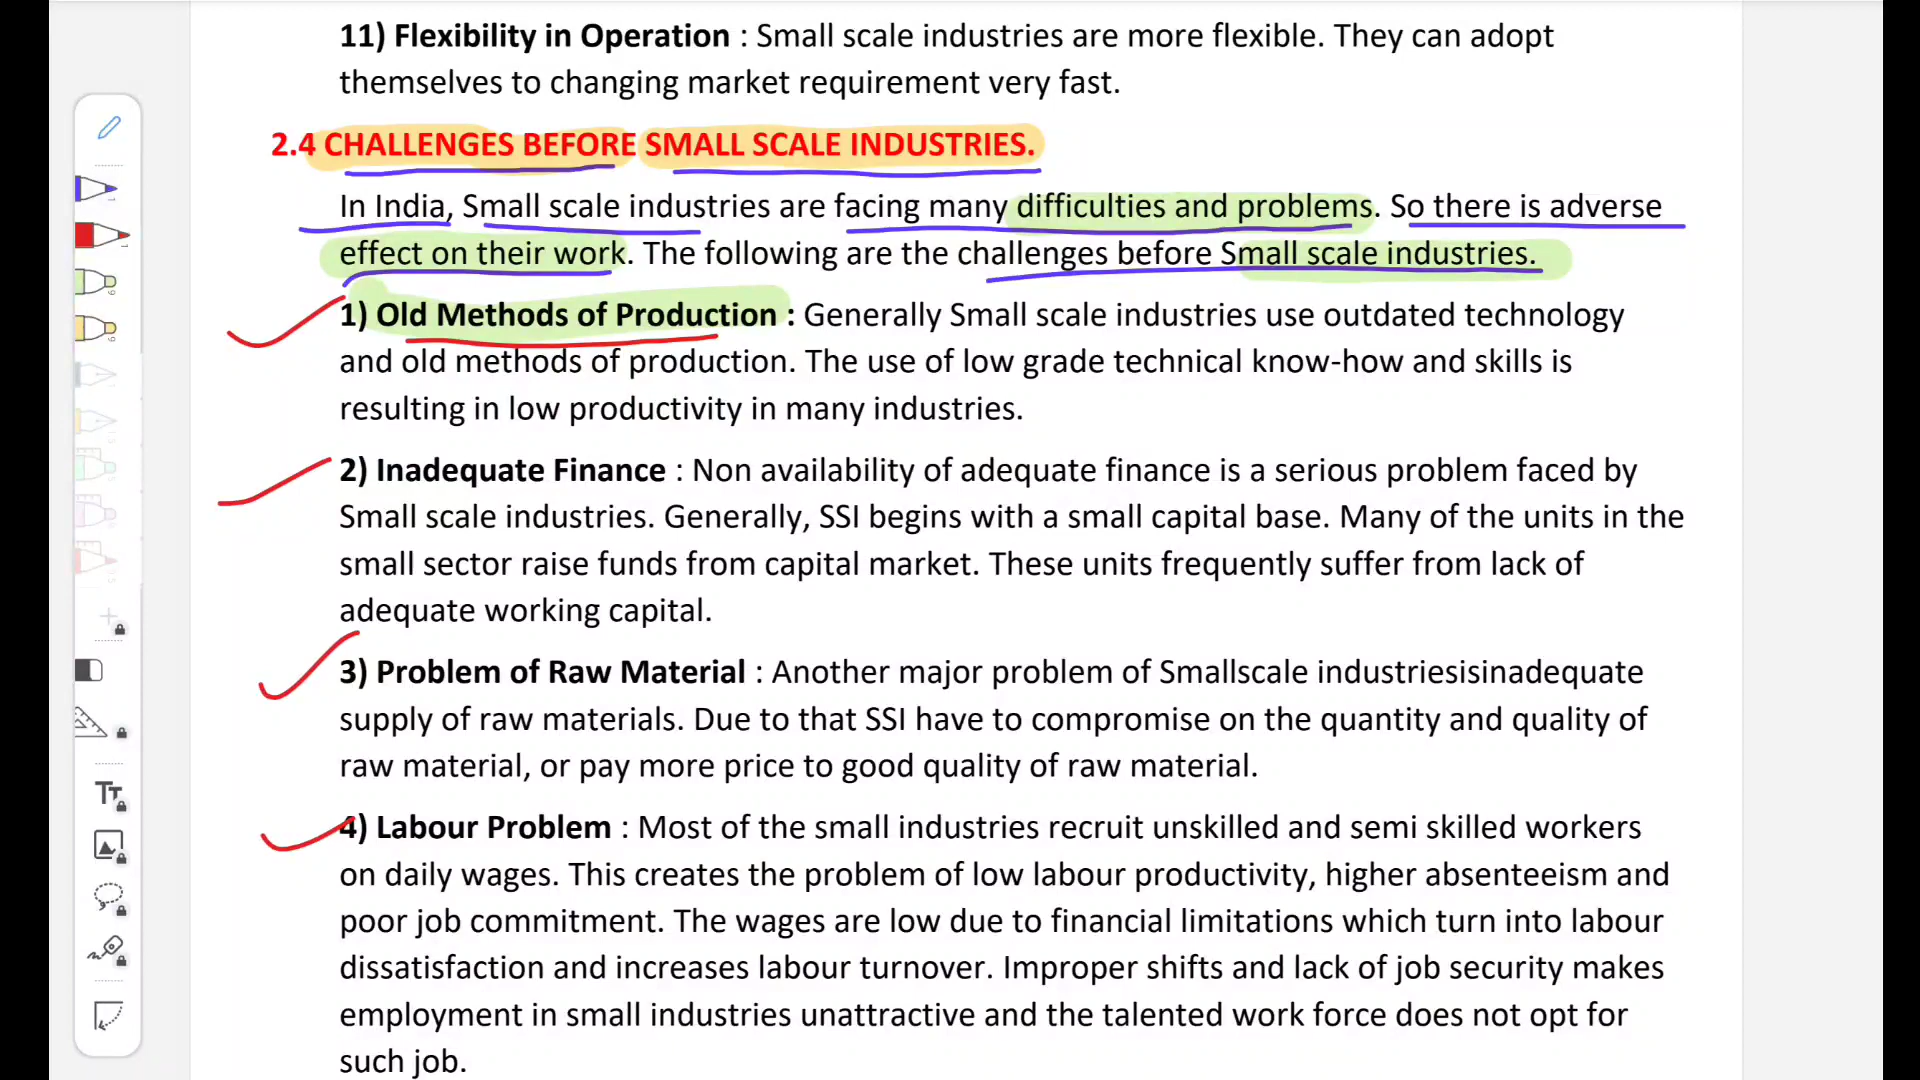 11) Flexibility in Operation : Small scale industries are more flexible. They can adopt
themselves to changing market requirement very fast.
2.4 CHALLENGES BEFORE SMALL SCALE INDUSTRIES.
In India, Small scale industries are facing many difficulties and problems. So there is adverse
effect on their work. The following are the challenges before Small scale industries.
1) Old Methods of Production : Generally Small scale industries use outdated technology
and old methods of production. The use of low grade technical know-how and skills is
resulting in low productivity in many industries.
2) Inadequate Finance : Non availability of adequate finance is a serious problem faced by
Small scale industries. Generally, SSI begins with a small capital base. Many of the units in the
small sector raise funds from capital market. These units frequently suffer from lack of
adequate working capital.
3) Problem of Raw Material : Another major problem of Smallscale industriesisinadequate
supply of raw materials. Due to that SSI have to compromise on the quantity and quality of
raw material, or pay more price to good quality of raw material.
4) Labour Problem : Most of the small industries recruit unskilled and semi skilled workers
on daily wages. This creates the problem of low labour productivity, higher absenteeism and
poor job commitment. The wages are low due to financial limitations which turn into labour
dissatisfaction and increases labour turnover. Improper shifts and lack of job security makes
employment in small industries unattractive and the talented work force does not opt for
such job.